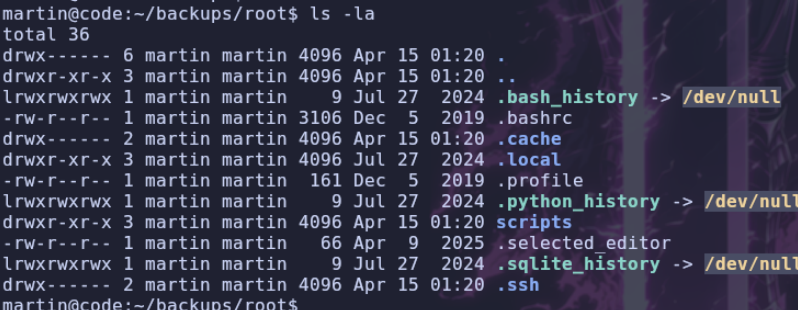 martin@code:~/backups/root$ ls -la
total 36
drwx------ 6 martin martin 4096 Apr 15 01:20 .
drwxr-xr-x 3 martin martin 4096 Apr 15 01:20 ..
lrwxrwxrwx 1 martin martin    9 Jul 27  2024 .bash_history -> /dev/null
-rw-r--r-- 1 martin martin 3106 Dec  5  2019 .bashrc
drwx------ 2 martin martin 4096 Apr 15 01:20 .cache
drwxr-xr-x 3 martin martin 4096 Jul 27  2024 .local
-rw-r--r-- 1 martin martin  161 Dec  5  2019 .profile
lrwxrwxrwx 1 martin martin    9 Jul 27  2024 .python_history -> /dev/null
drwxr-xr-x 3 martin martin 4096 Apr 15 01:20 scripts
-rw-r--r-- 1 martin martin   66 Apr  9  2025 .selected_editor
lrwxrwxrwx 1 martin martin    9 Jul 27  2024 .sqlite_history -> /dev/null
drwx------ 2 martin martin 4096 Apr 15 01:20 .ssh
martin@code:~/backups/root$